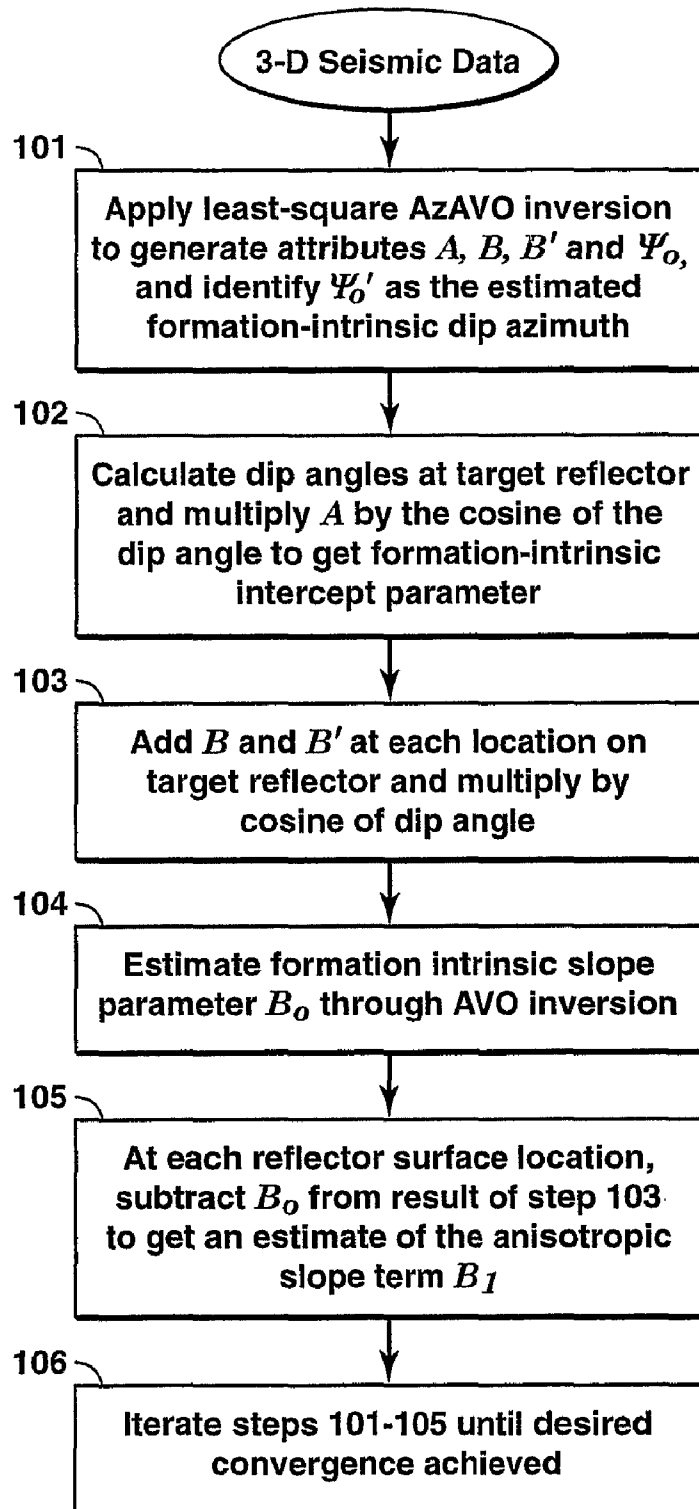 3-D Seismic Data
101
Apply least-square AzAVO inversion
to generate attributes A, B, B′ and Ψo,
and identify Ψo′ as the estimated
formation-intrinsic dip azimuth
102
Calculate dip angles at target reflector
and multiply A by the cosine of the
dip angle to get formation-intrinsic
intercept parameter
103
Add B and B′ at each location on
target reflector and multiply by
cosine of dip angle
104
Estimate formation intrinsic slope
parameter Bo through AVO inversion
105
At each reflector surface location,
subtract Bo from result of step 103
to get an estimate of the anisotropic
slope term B1
106
Iterate steps 101-105 until desired
convergence achieved